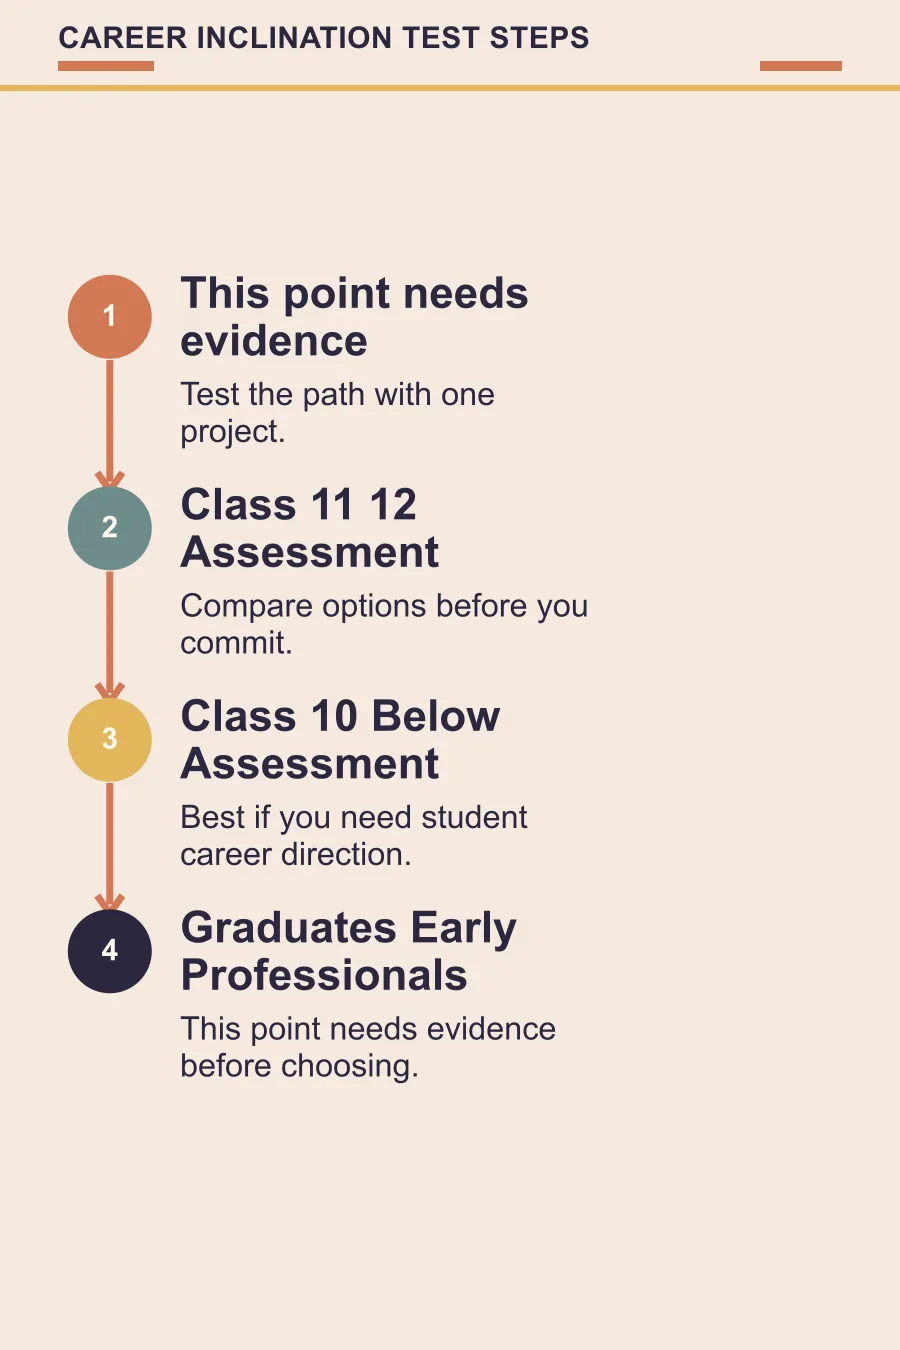 CAREER INCLINATION TEST STEPS
1
This point needs
evidence
Test the path with one
project.
2
Class 11 12
Assessment
Compare options before you
commit.
3
Class 10 Below
Assessment
Best if you need student
career direction.
4
Graduates Early
Professionals
This point needs evidence
before choosing.